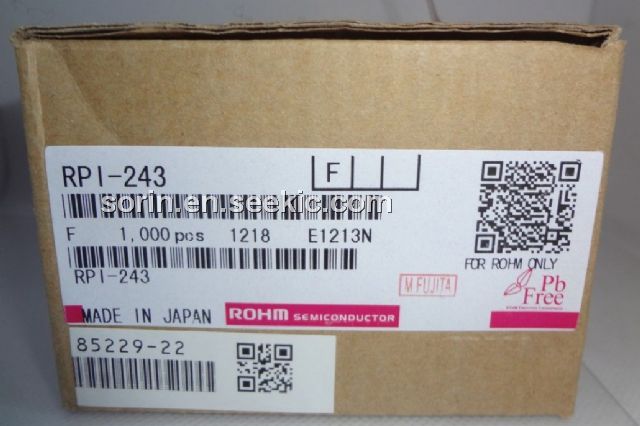 RPI-243
F
sorin.en.seekic.com
F 1,000 pcs 1218 E1213N
RPI-243
FOR ROHM ONLY
M.FUJITA
Pb
Free
MADE IN JAPAN ROHM SEMICONDUCTOR
85229-22